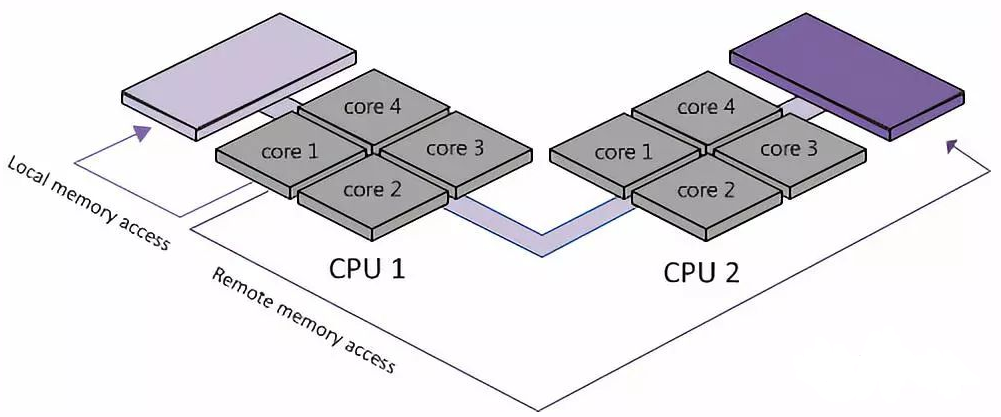 core 4
core 1
core 3
core 2
CPU 1
core 4
core 1
core 3
core 2
CPU 2
Local memory access
Remote memory access